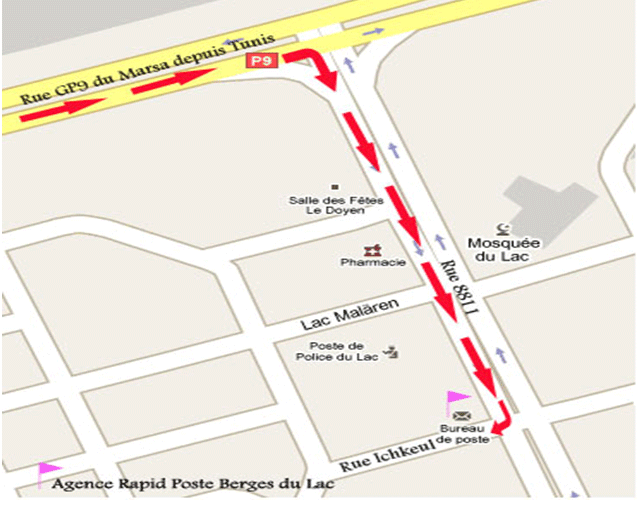 Rue GP9 du Marsa depuis Tunis
P9
Salle des Fêtes
Le Doyen
Mosquée
du Lac
Pharmacie
Rue 8811
Lac Malären
Poste de
Police du Lac
Bureau
de poste
Rue Ichkeul
Agence Rapid Poste Berges du Lac